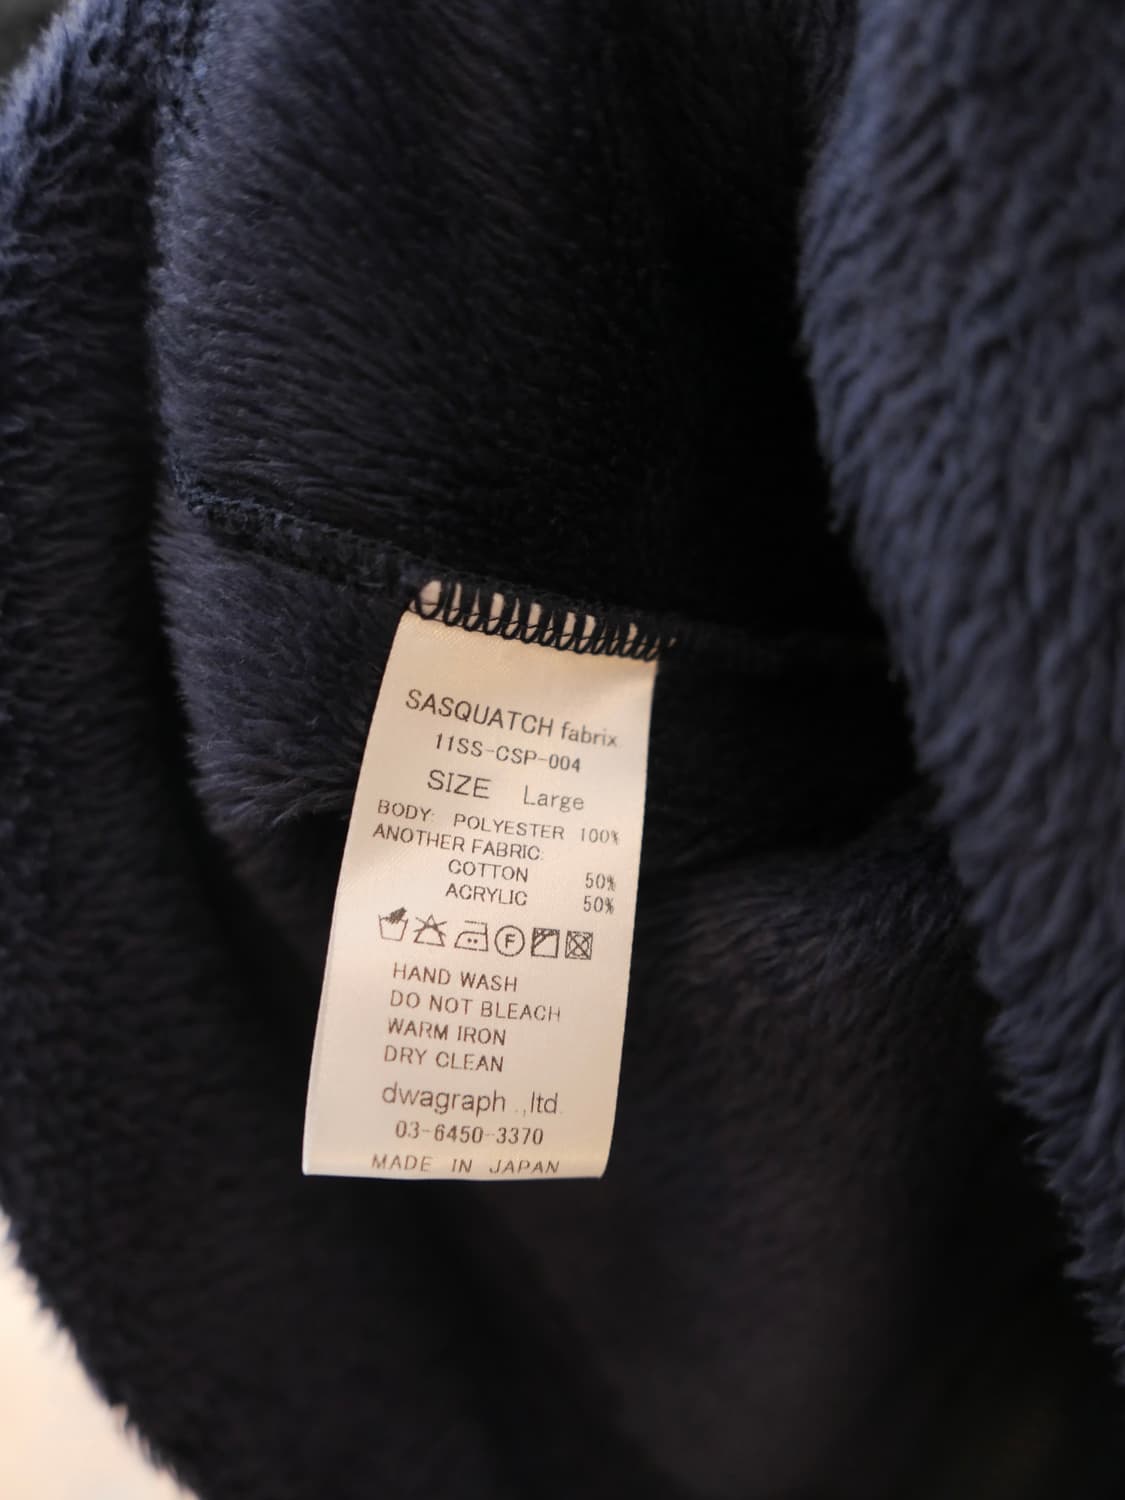 SASQUATCH fabrix.
11SS-CSP-004
SIZE Large
BODY: POLYESTER 100%
ANOTHER FABRIC:
COTTON 50%
ACRYLIC 50%
F
HAND WASH
DO NOT BLEACH
WARM IRON
DRY CLEAN
dwagraph .,ltd.
03-6450-3370
MADE IN JAPAN